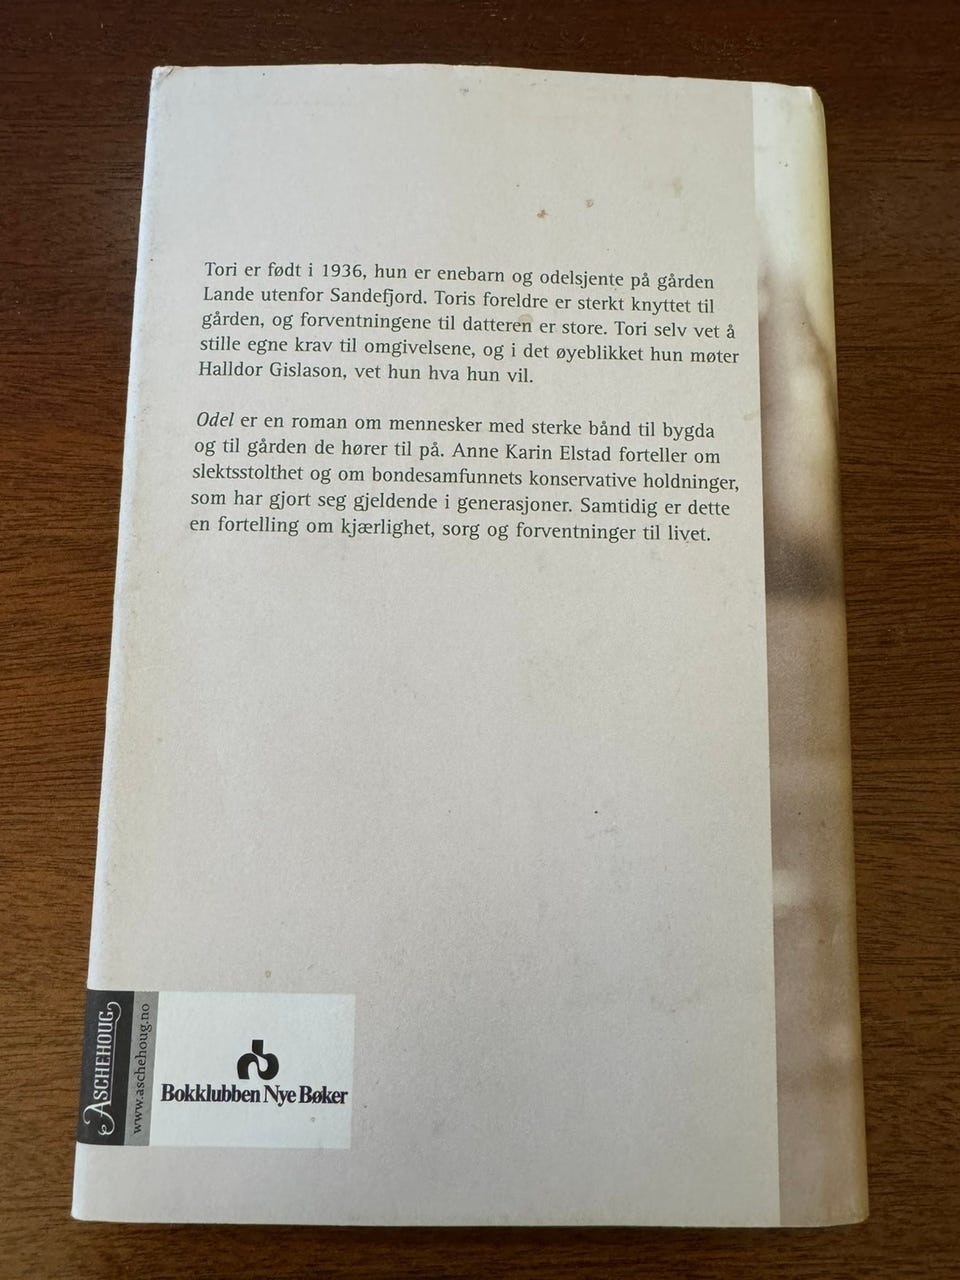 Tori er født i 1936, hun er enebarn og odelsjente på gården
Lande utenfor Sandefjord. Toris foreldre er sterkt knyttet til
gården, og forventningene til datteren er store. Tori selv vet å
stille egne krav til omgivelsene, og i det øyeblikket hun møter
Halldor Gislason, vet hun hva hun vil.
Odel er en roman om mennesker med sterke bånd til bygda
og til gården de hører til på. Anne Karin Elstad forteller om
slektsstolthet og om bondesamfunnets konservative holdninger,
som har gjort seg gjeldende i generasjoner. Samtidig er dette
en fortelling om kjærlighet, sorg og forventninger til livet.
ASCHEHOUG
www.aschehoug.no
Bokklubben Nye Bøker